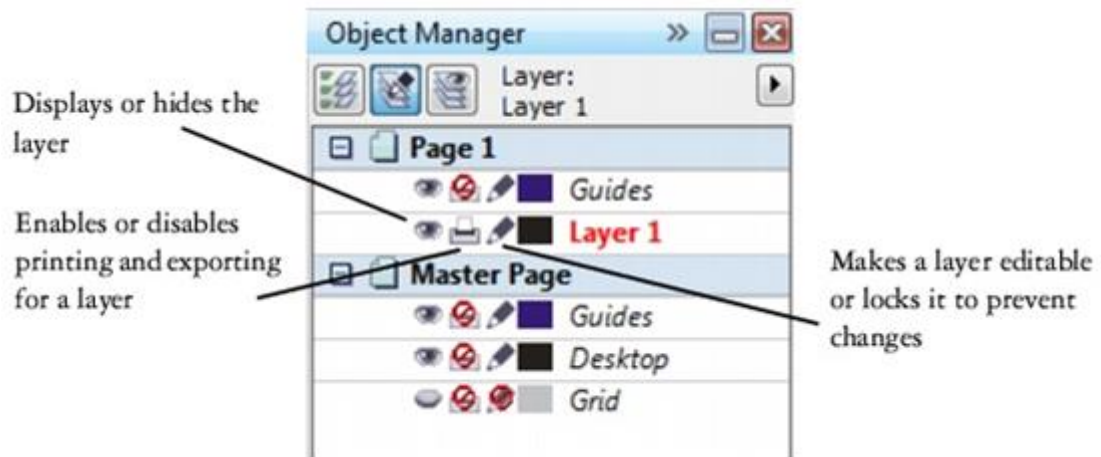 Object Manager
Layer:
Layer 1
Displays or hides the
layer
Page 1
Guides
Enables or disables
printing and exporting
for a layer
Layer 1
Master Page
Makes a layer editable
or locks it to prevent
changes
Guides
Desktop
Grid